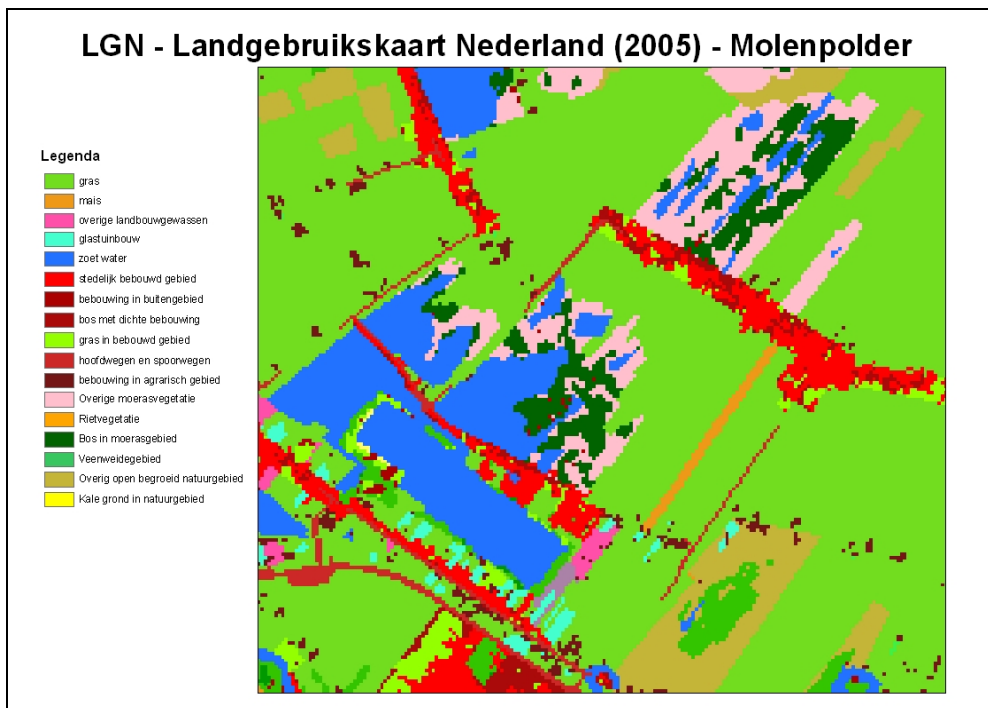 LGN - Landgebruikskaart Nederland (2005) - Molenpolder
Legenda
gras
mais
overige landbouwgewassen
glastuinbouw
zoet water
stedelijk bebouwd gebied
bebouwing in buitengebied
bos met dichte bebouwing
gras in bebouwd gebied
hoofdwegen en spoorwegen
bebouwing in agrarisch gebied
Overige moerasvegetatie
Rietvegetatie
Bos in moerasgebied
Veenweidegebied
Overig open begroeid natuurgebied
Kale grond in natuurgebied